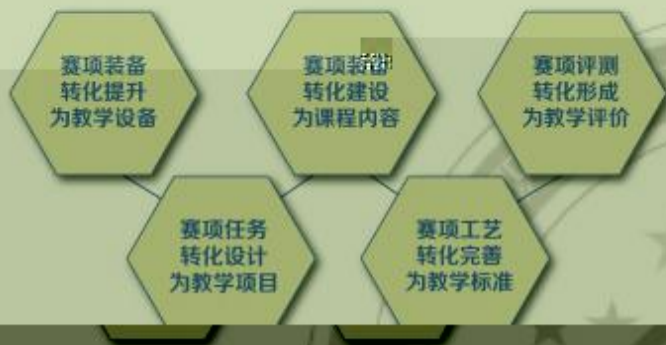 赛项装备
转化提升
为教学设备
赛项装备
转化建设
为课程内容
赛项评测
转化形成
为教学评价
赛项任务
转化设计
为教学项目
赛项工艺
转化完善
为教学标准